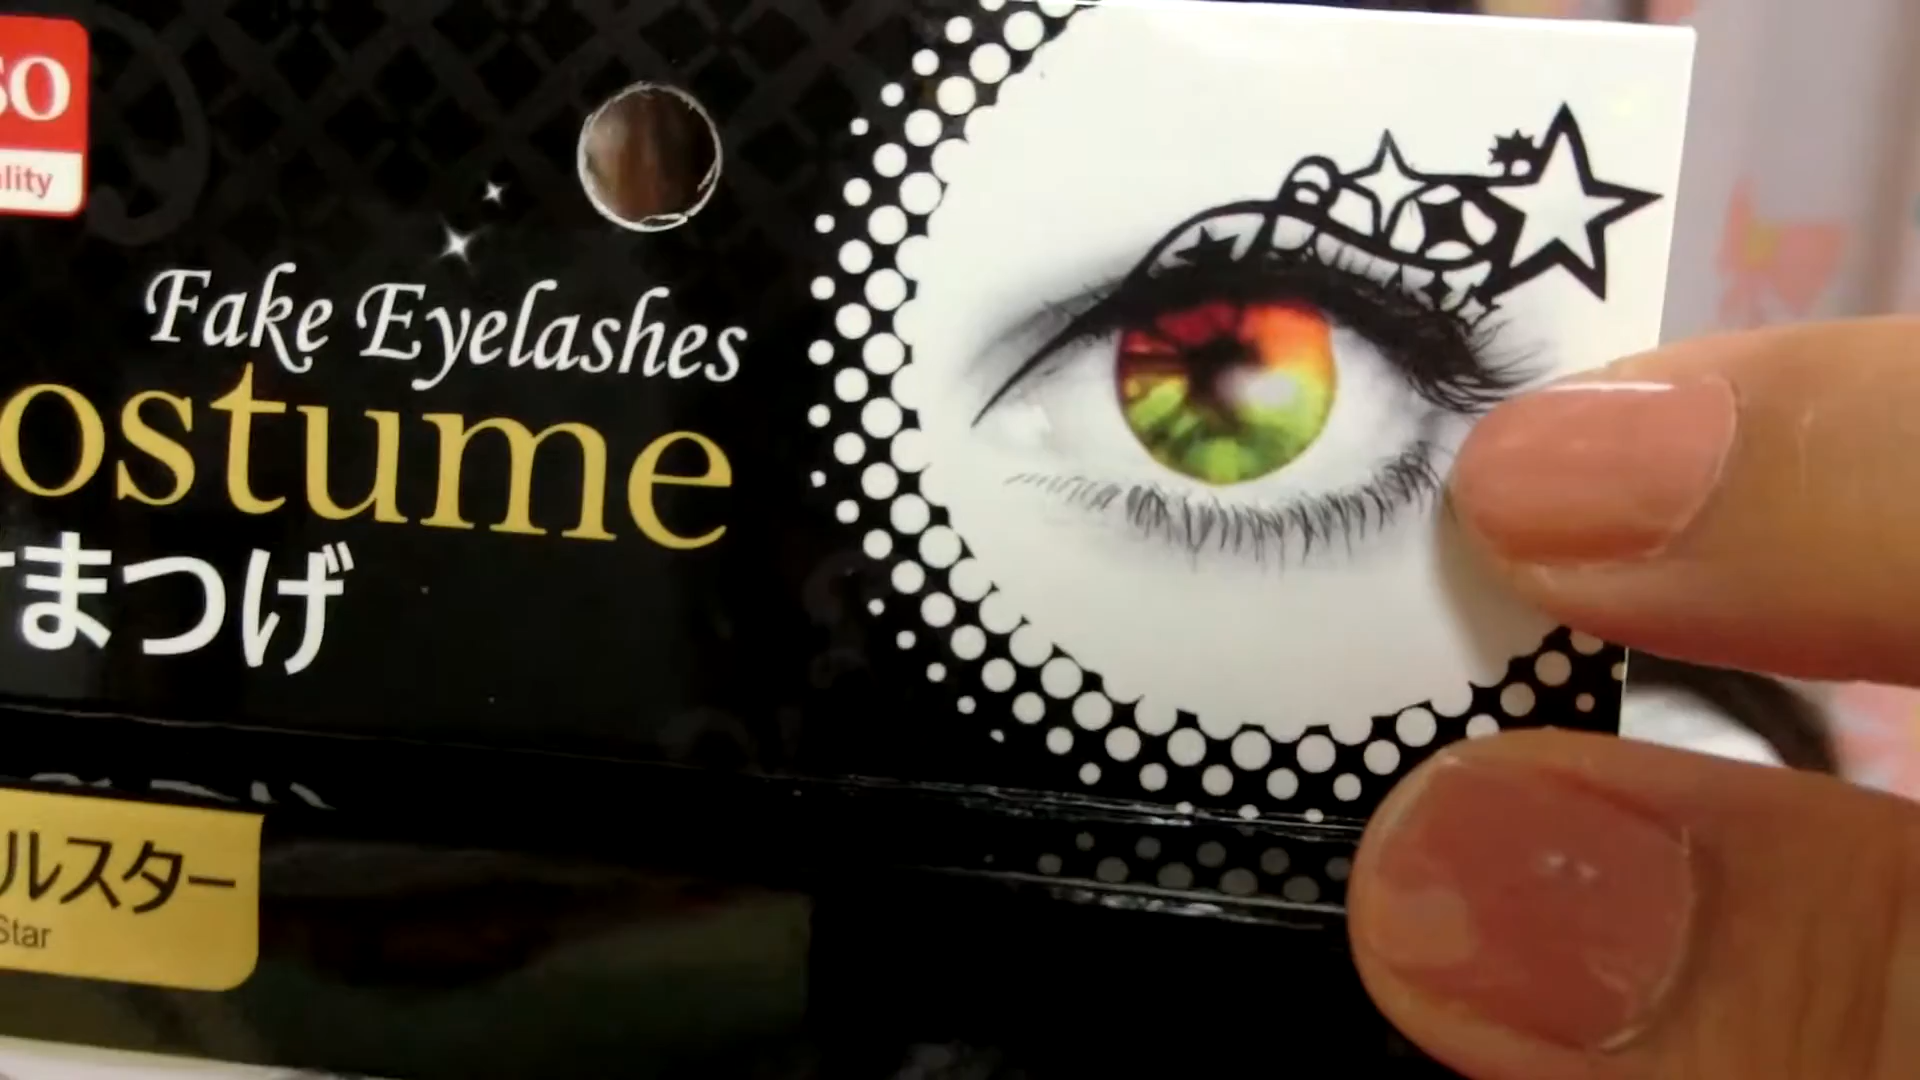 SO
ality
Fake Eyelashes
ostume
まつげ
ルスター
Star